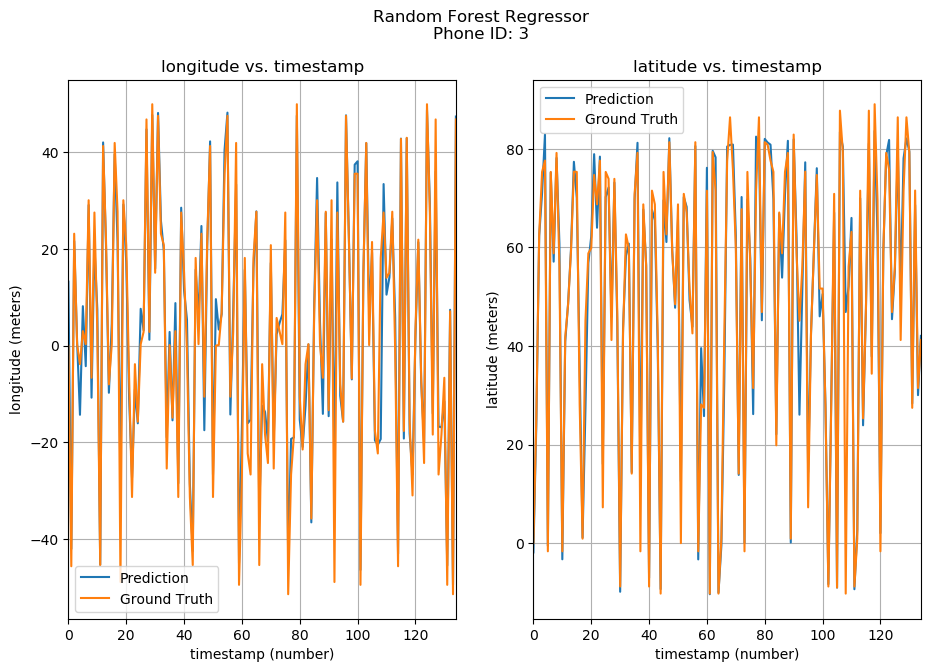 Random Forest Regressor
Phone ID: 3
longitude vs. timestamp
longitude (meters)
40
20
0
−20
−40
Prediction
Ground Truth
0
20
40
60
80
100
120
timestamp (number)
latitude vs. timestamp
latitude (meters)
Prediction
Ground Truth
80
60
40
20
0
0
20
40
60
80
100
120
timestamp (number)